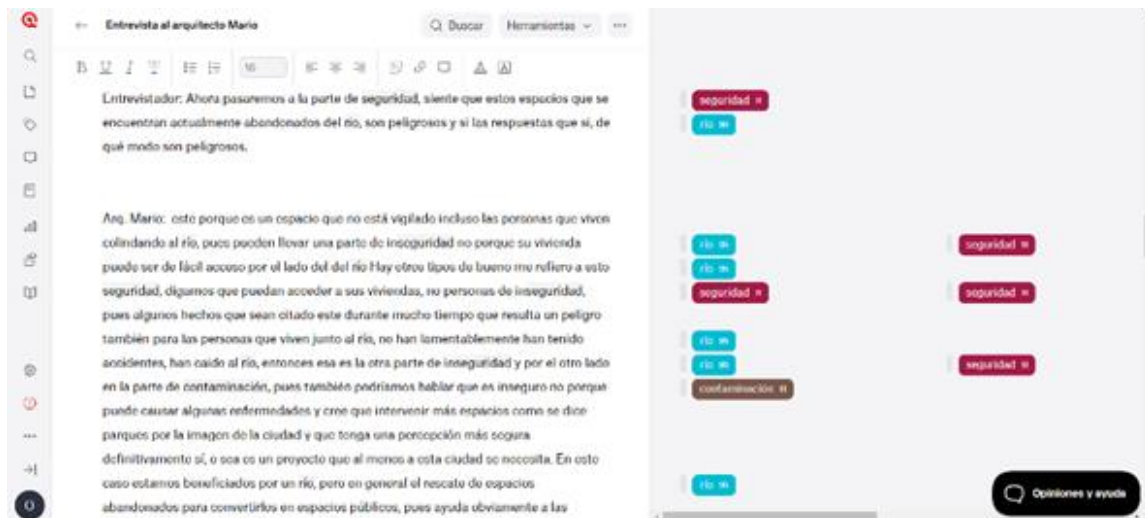 Entrevista al arquitecto Mario
Buscar
Herramientas
16
Entrevistador: Ahora pasaremos a la parte de seguridad, siente que estos espacios que se
encuentran actualmente abandonados del río, son peligrosos y si las respuestas que sí, de
qué modo son peligrosos.
Arq. Mario: este porque es un espacio que no está vigilado incluso las personas que viven
colindando al río, pues pueden llevar una parte de inseguridad no porque su vivienda
puede ser de fácil acceso por el lado del del río Hay otros tipos de bueno me refiero a esto
seguridad, digamos que puedan acceder a sus viviendas, no personas de inseguridad,
pues algunos hechos que sean citado este durante mucho tiempo que resulta un peligro
también para las personas que viven junto al río, no han lamentablemente han tenido
accidentes, han caído al río, entonces esa es la otra parte de inseguridad y por el otro lado
en la parte de contaminación, pues también podríamos hablar que es inseguro no porque
puede causar algunas enfermedades y cree que intervenir más espacios como se dice
parques por la imagen de la ciudad y que tenga una percepción más segura
definitivamente sí, o sea es un proyecto que al menos a esta ciudad se necesita. En este
caso estamos beneficiados por un río, pero en general el rescate de espacios
abandonados para convertirlos en espacios públicos, pues ayuda obviamente a las
seguridad
río
río
seguridad
río
seguridad
seguridad
río
río
seguridad
contaminación
río
Opiniones y ayuda